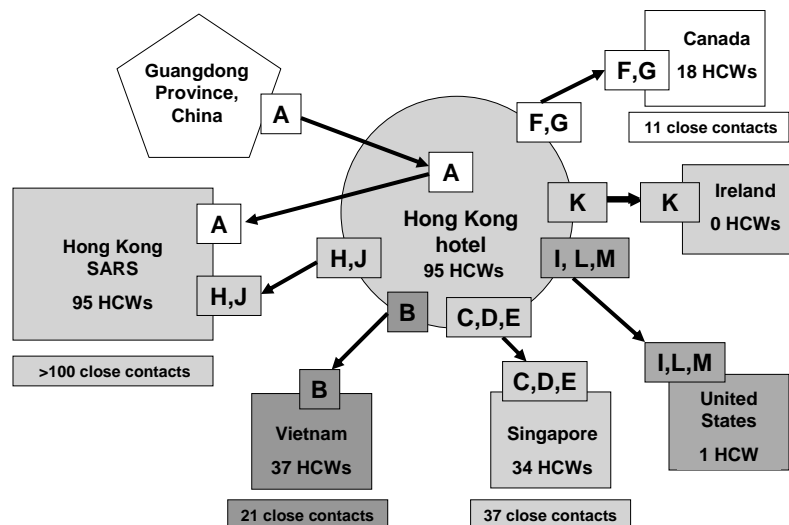 Guangdong
Province,
China
A
A
A
Hong Kong
hotel
95 HCWs
F,G
F,G
Canada
18 HCWs
11 close contacts
K
K
Ireland
0 HCWs
Hong Kong
SARS
95 HCWs
H,J
H,J
>100 close contacts
I, L,M
I,L,M
United
States
1 HCW
B
B
Vietnam
37 HCWs
21 close contacts
C,D,E
C,D,E
Singapore
34 HCWs
37 close contacts